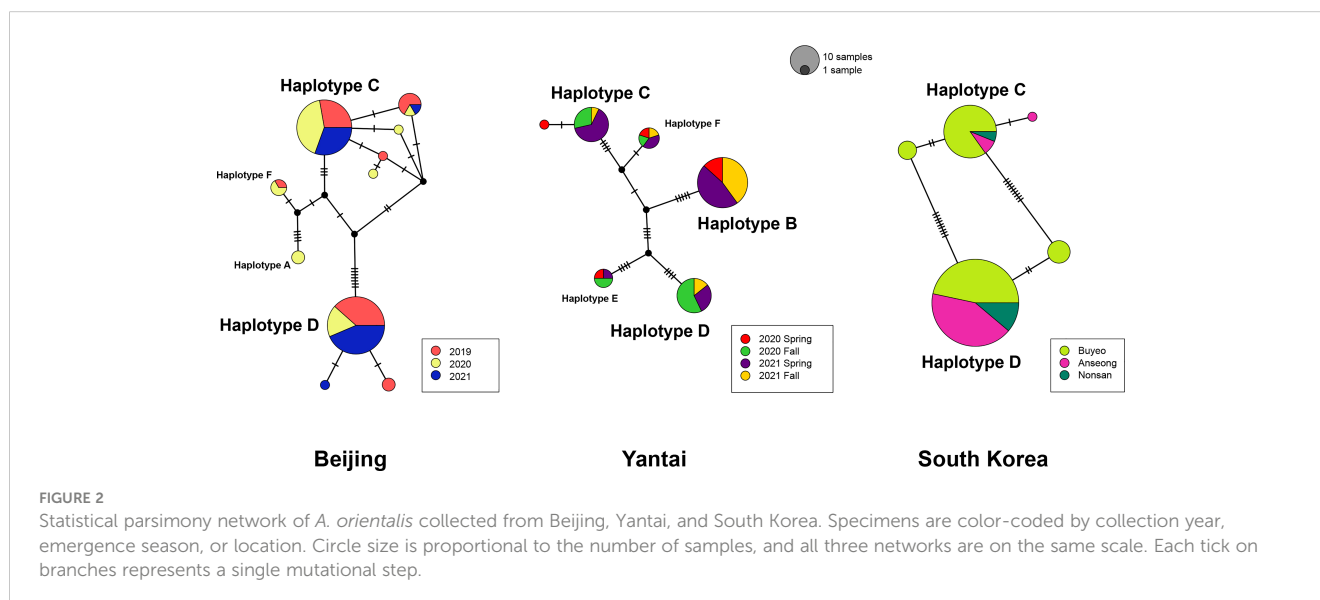 10 samples
1 sample
Haplotype C
Haplotype F
Haplotype A
Haplotype D
2019
2020
2021
Beijing
Haplotype C
Haplotype F
Haplotype B
Haplotype E
Haplotype D
2020 Spring
2020 Fall
2021 Spring
2021 Fall
Yantai
Haplotype C
Haplotype D
Buyeo
Anseong
Nonsan
South Korea
FIGURE 2
Statistical parsimony network of A. orientalis collected from Beijing, Yantai, and South Korea. Specimens are color-coded by collection year,
emergence season, or location. Circle size is proportional to the number of samples, and all three networks are on the same scale. Each tick on
branches represents a single mutational step.